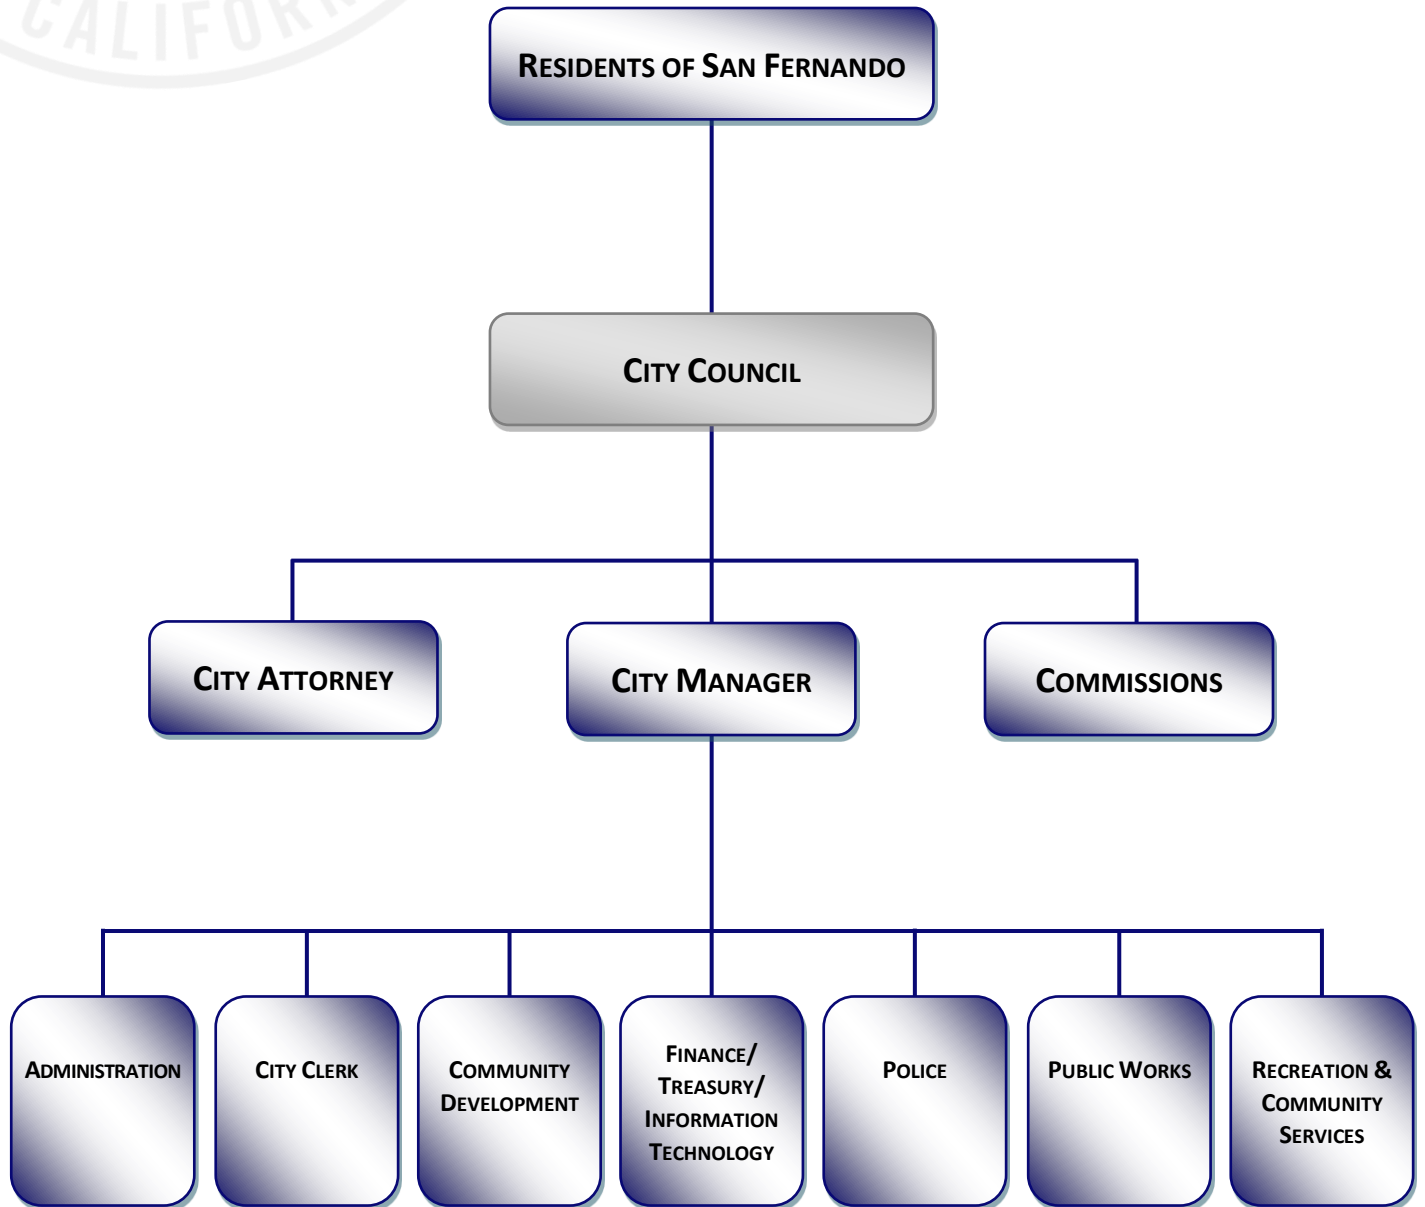 CALIFORN
RESIDENTS OF SAN FERNANDO
CITY COUNCIL
CITY ATTORNEY
CITY MANAGER
COMMISSIONS
ADMINISTRATION
CITY CLERK
COMMUNITY
DEVELOPMENT
FINANCE/
TREASURY/
INFORMATION
TECHNOLOGY
POLICE
PUBLIC WORKS
RECREATION &
COMMUNITY
SERVICES